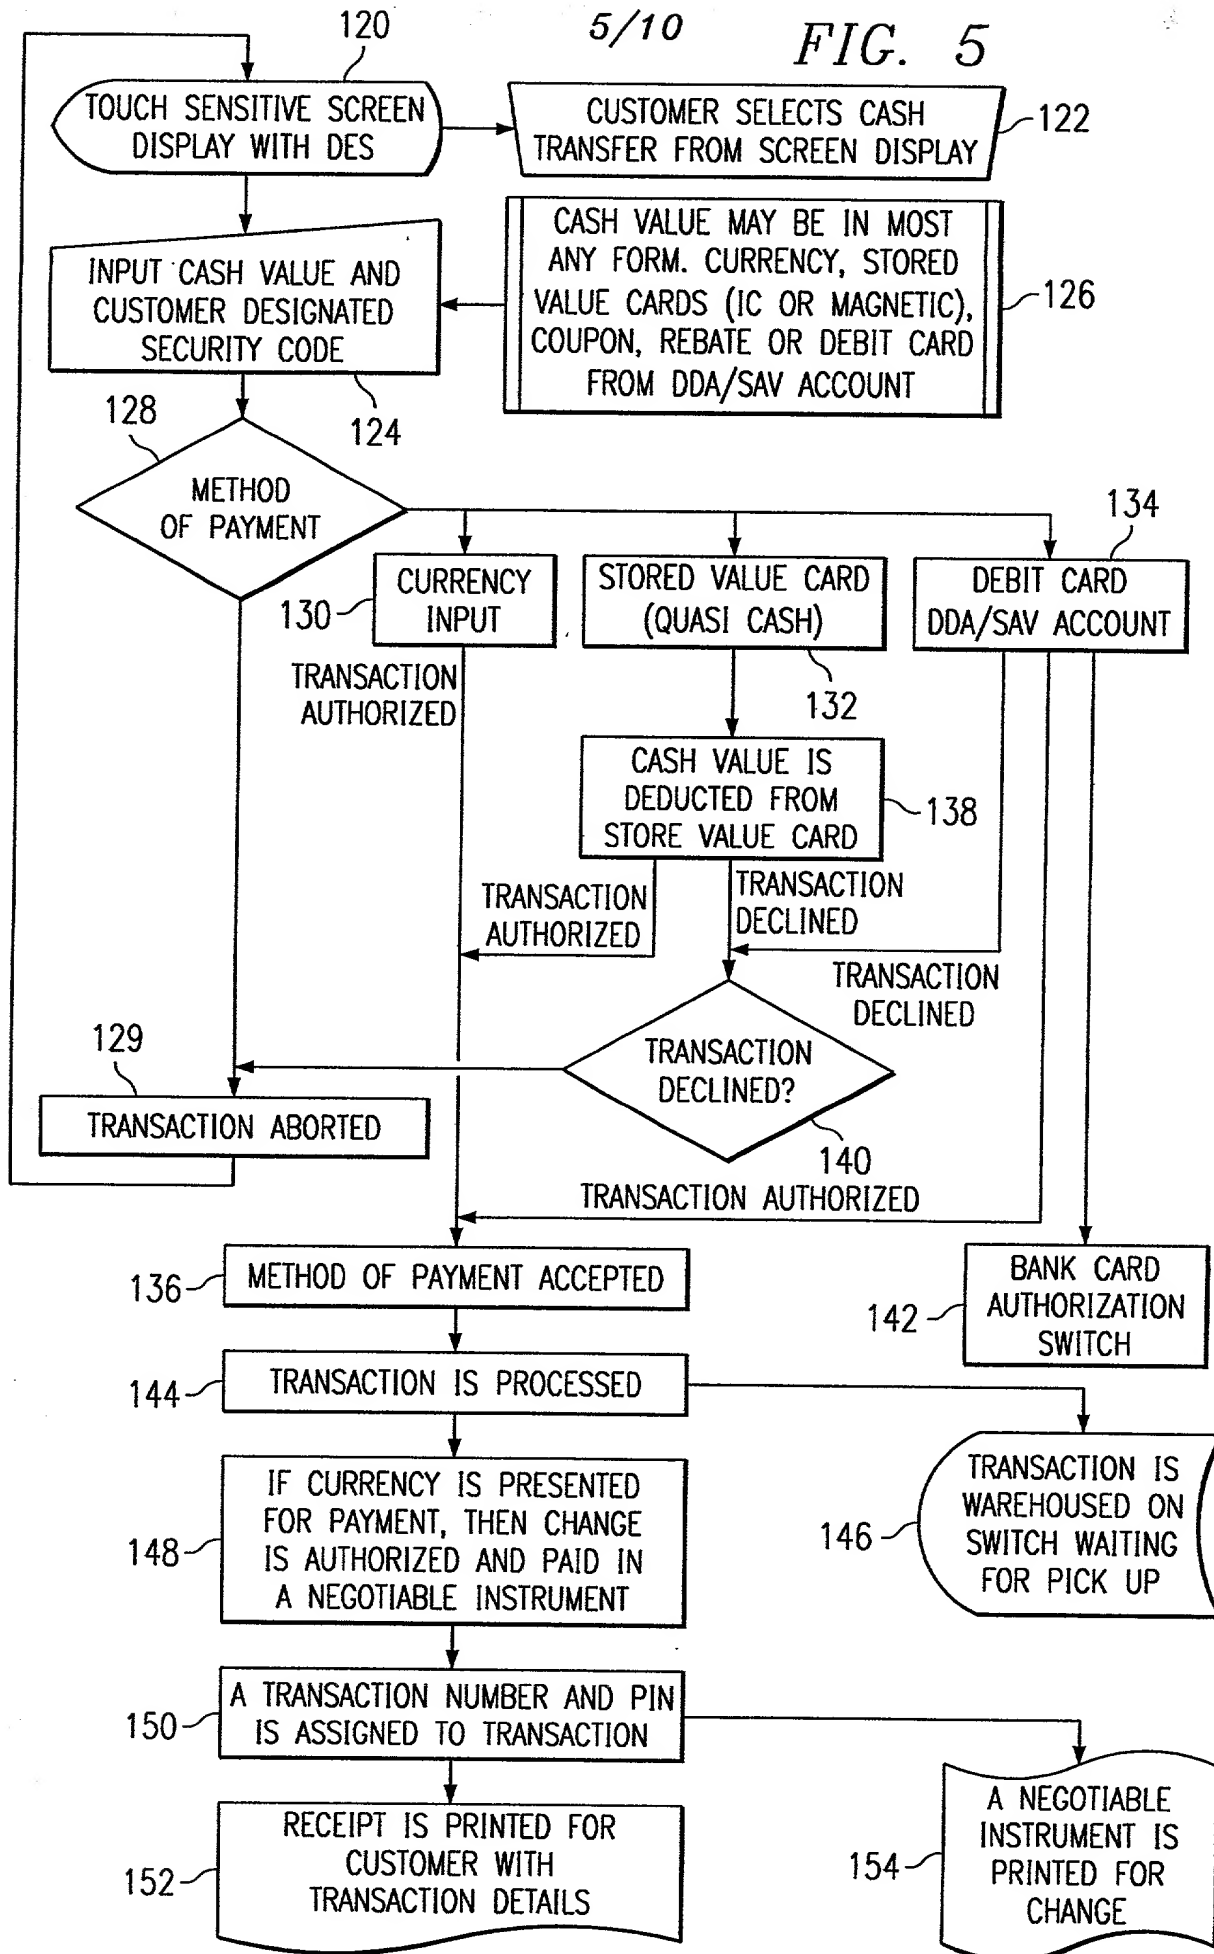 5/10
FIG. 5
120
TOUCH SENSITIVE SCREEN
DISPLAY WITH DES
CUSTOMER SELECTS CASH
TRANSFER FROM SCREEN DISPLAY
122
INPUT CASH VALUE AND
CUSTOMER DESIGNATED
SECURITY CODE
124
CASH VALUE MAY BE IN MOST
ANY FORM. CURRENCY, STORED
VALUE CARDS (IC OR MAGNETIC),
COUPON, REBATE OR DEBIT CARD
FROM DDA/SAV ACCOUNT
126
128
METHOD
OF PAYMENT
130
CURRENCY
INPUT
STORED VALUE CARD
(QUASI CASH)
132
134
DEBIT CARD
DDA/SAV ACCOUNT
TRANSACTION
AUTHORIZED
CASH VALUE IS
DEDUCTED FROM
STORE VALUE CARD
138
TRANSACTION
AUTHORIZED
TRANSACTION
DECLINED
TRANSACTION
DECLINED
129
TRANSACTION ABORTED
TRANSACTION
DECLINED?
140
TRANSACTION AUTHORIZED
136
METHOD OF PAYMENT ACCEPTED
142
BANK CARD
AUTHORIZATION
SWITCH
144
TRANSACTION IS PROCESSED
146
TRANSACTION IS
WAREHOUSED ON
SWITCH WAITING
FOR PICK UP
148
IF CURRENCY IS PRESENTED
FOR PAYMENT, THEN CHANGE
IS AUTHORIZED AND PAID IN
A NEGOTIABLE INSTRUMENT
150
A TRANSACTION NUMBER AND PIN
IS ASSIGNED TO TRANSACTION
152
RECEIPT IS PRINTED FOR
CUSTOMER WITH
TRANSACTION DETAILS
154
A NEGOTIABLE
INSTRUMENT IS
PRINTED FOR
CHANGE